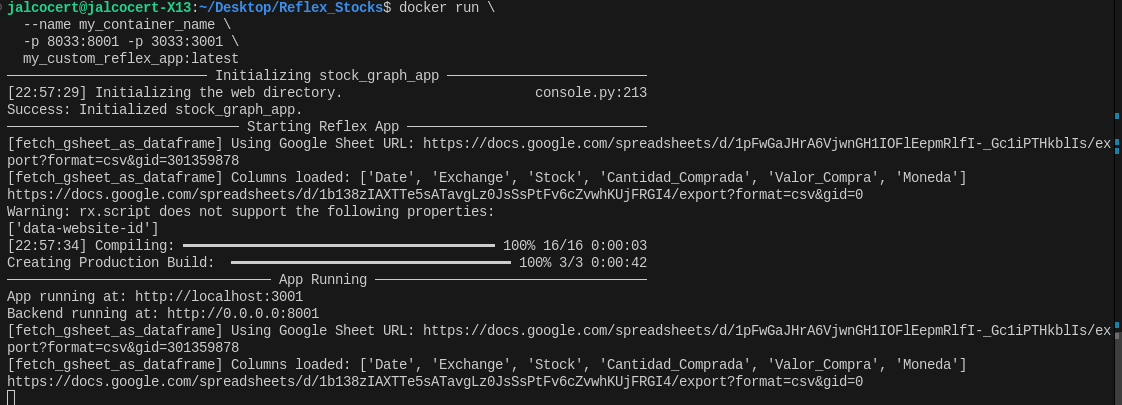 jalcocert@jalcocert-X13:~/Desktop/Reflex_Stocks$ docker run \
  --name my_container_name \
  -p 8033:8001 -p 3033:3001 \
  my_custom_reflex_app:latest
───────────────────────── Initializing stock_graph_app ─────────────────────────
[22:57:29] Initializing the web directory.                        console.py:213
Success: Initialized stock_graph_app.
───────────────────────────── Starting Reflex App ──────────────────────────────
[fetch_gsheet_as_dataframe] Using Google Sheet URL: https://docs.google.com/spreadsheets/d/1pFwGaJHrA6VjwnGH1IOFlEepmRlfI-_Gc1iPTHkblIs/ex
port?format=csv&gid=301359878
[fetch_gsheet_as_dataframe] Columns loaded: ['Date', 'Exchange', 'Stock', 'Cantidad_Comprada', 'Valor_Compra', 'Moneda']
https://docs.google.com/spreadsheets/d/1b138zIAXTTe5sATavgLz0JsSsPtFv6cZvwhKUjFRGI4/export?format=csv&gid=0
Warning: rx.script does not support the following properties:
['data-website-id']
[22:57:34] Compiling: ━━━━━━━━━━━━━━━━━━━━━━━━━━━━━━━━━━━━━━━ 100% 16/16 0:00:03
Creating Production Build:  ━━━━━━━━━━━━━━━━━━━━━━━━━━━━━━━━━━━ 100% 3/3 0:00:42
───────────────────────────────── App Running ──────────────────────────────────
App running at: http://localhost:3001
Backend running at: http://0.0.0.0:8001
[fetch_gsheet_as_dataframe] Using Google Sheet URL: https://docs.google.com/spreadsheets/d/1pFwGaJHrA6VjwnGH1IOFlEepmRlfI-_Gc1iPTHkblIs/ex
port?format=csv&gid=301359878
[fetch_gsheet_as_dataframe] Columns loaded: ['Date', 'Exchange', 'Stock', 'Cantidad_Comprada', 'Valor_Compra', 'Moneda']
https://docs.google.com/spreadsheets/d/1b138zIAXTTe5sATavgLz0JsSsPtFv6cZvwhKUjFRGI4/export?format=csv&gid=0